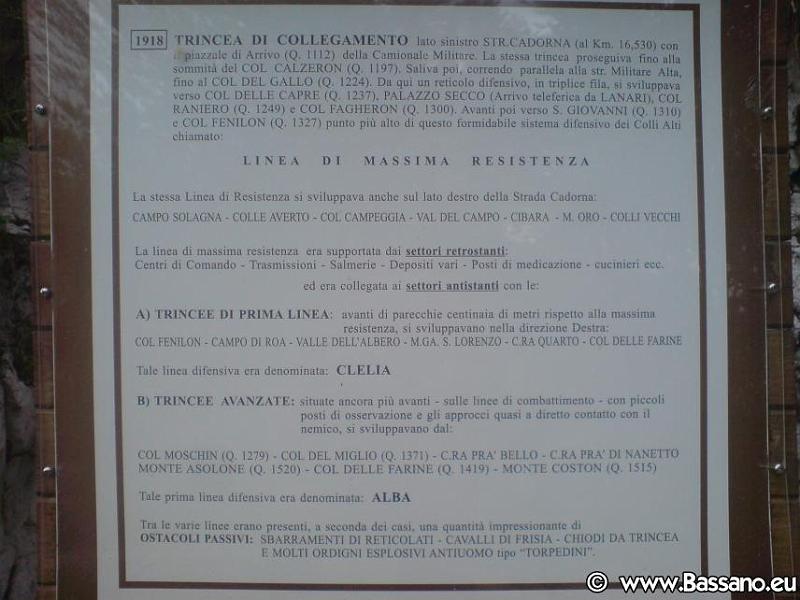 1918 TRINCEA DI COLLEGAMENTO lato sinistro STR.CADORNA (al Km. 16,530) con
il piazzale di Arrivo (Q. 1112) della Camionale Militare. La stessa trincea proseguiva fino alla
sommità del COL CALZERON (Q. 1197). Saliva poi, correndo parallela alla str. Militare Alta,
fino al COL DEL GALLO (Q. 1224). Da qui un reticolo difensivo, in triplice fila, si sviluppava
verso COL DELLE CAPRE (Q. 1237), PALAZZO SECCO (Arrivo teleferica da LANARI), COL
RANIERO (Q. 1249) e COL FAGHERON (Q. 1300). Avanti poi verso S. GIOVANNI (Q. 1310)
e COL FENILON (Q. 1327) punto più alto di questo formidabile sistema difensivo dei Colli Alti
chiamato:
LINEA DI MASSIMA RESISTENZA
La stessa Linea di Resistenza si sviluppava anche sul lato destro della Strada Cadorna:
CAMPO SOLAGNA - COLLE AVERTO - COL CAMPEGGIA - VAL DEL CAMPO - CIBARA - M. ORO - COLLI VECCHI
La linea di massima resistenza era supportata dai settori retrostanti:
Centri di Comando - Trasmissioni - Salmerie - Depositi vari - Posti di medicazione - cucinieri ecc.
ed era collegata ai settori antistanti con le:
A) TRINCEE DI PRIMA LINEA: avanti di parecchie centinaia di metri rispetto alla massima
resistenza, si sviluppavano nella direzione Destra:
COL FENILON - CAMPO DI ROA - VALLE DELL'ALBERO - M.GA. S. LORENZO - C.RA QUARTO - COL DELLE FARINE
Tale linea difensiva era denominata: CLELIA
B) TRINCEE AVANZATE: situate ancora più avanti - sulle linee di combattimento - con piccoli
posti di osservazione e gli approcci quasi a diretto contatto con il
nemico, si sviluppavano dal:
COL MOSCHIN (Q. 1279) - COL DEL MIGLIO (Q. 1371) - C.RA PRA' BELLO - C.RA PRA' DI NANETTO
MONTE ASOLONE (Q. 1520) - COL DELLE FARINE (Q. 1419) - MONTE COSTON (Q. 1515)
Tale prima linea difensiva era denominata: ALBA
Tra le varie linee erano presenti, a seconda dei casi, una quantità impressionante di
OSTACOLI PASSIVI: SBARRAMENTI DI RETICOLATI - CAVALLI DI FRISIA - CHIODI DA TRINCEA
E MOLTI ORDIGNI ESPLOSIVI ANTIUOMO tipo "TORPEDINI".
© www.Bassano.eu